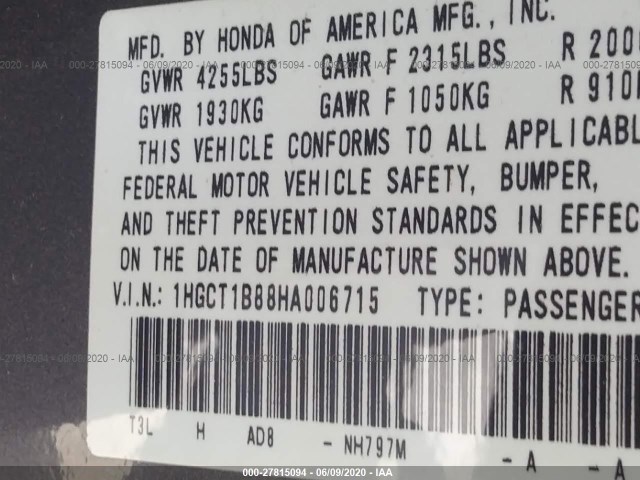 MFD. BY HONDA OF AMERICA MFG., INC.
GVWR 4255LBS GAWR F 2315LBS R 200
GVWR 1930KG GAWR F 1050KG R 910
THIS VEHICLE CONFORMS TO ALL APPLICABL
FEDERAL MOTOR VEHICLE SAFETY, BUMPER,
AND THEFT PREVENTION STANDARDS IN EFFEC
ON THE DATE OF MANUFACTURE SHOWN ABOVE.
V.I.N.: 1HGCT1B88HA006715 TYPE: PASSENGER
T3L H AD8 - NH797M - A - A
000-27815094 - 06/09/2020 - IAA